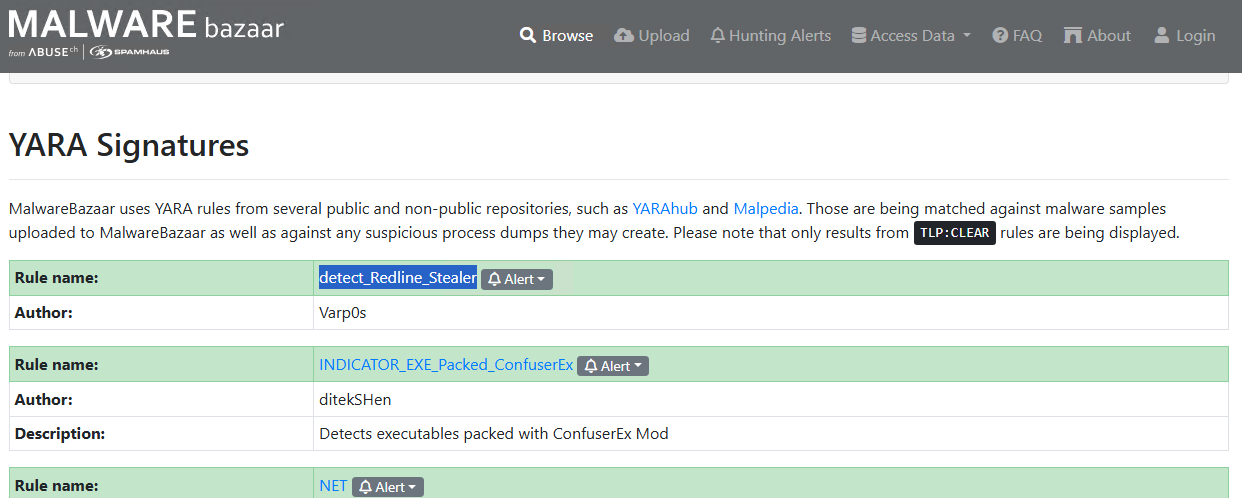 MALWARE bazaar
from ABUSE ch | SPAMHAUS
Browse Upload Hunting Alerts Access Data FAQ About Login
YARA Signatures
MalwareBazaar uses YARA rules from several public and non-public repositories, such as YARAhub and Malpedia. Those are being matched against malware samples
uploaded to MalwareBazaar as well as against any suspicious process dumps they may create. Please note that only results from TLP:CLEAR rules are being displayed.
Rule name: detect_Redline_Stealer Alert
Author: Varp0s
Rule name: INDICATOR_EXE_Packed_ConfuserEx Alert
Author: ditekSHen
Description: Detects executables packed with ConfuserEx Mod
Rule name: NET Alert